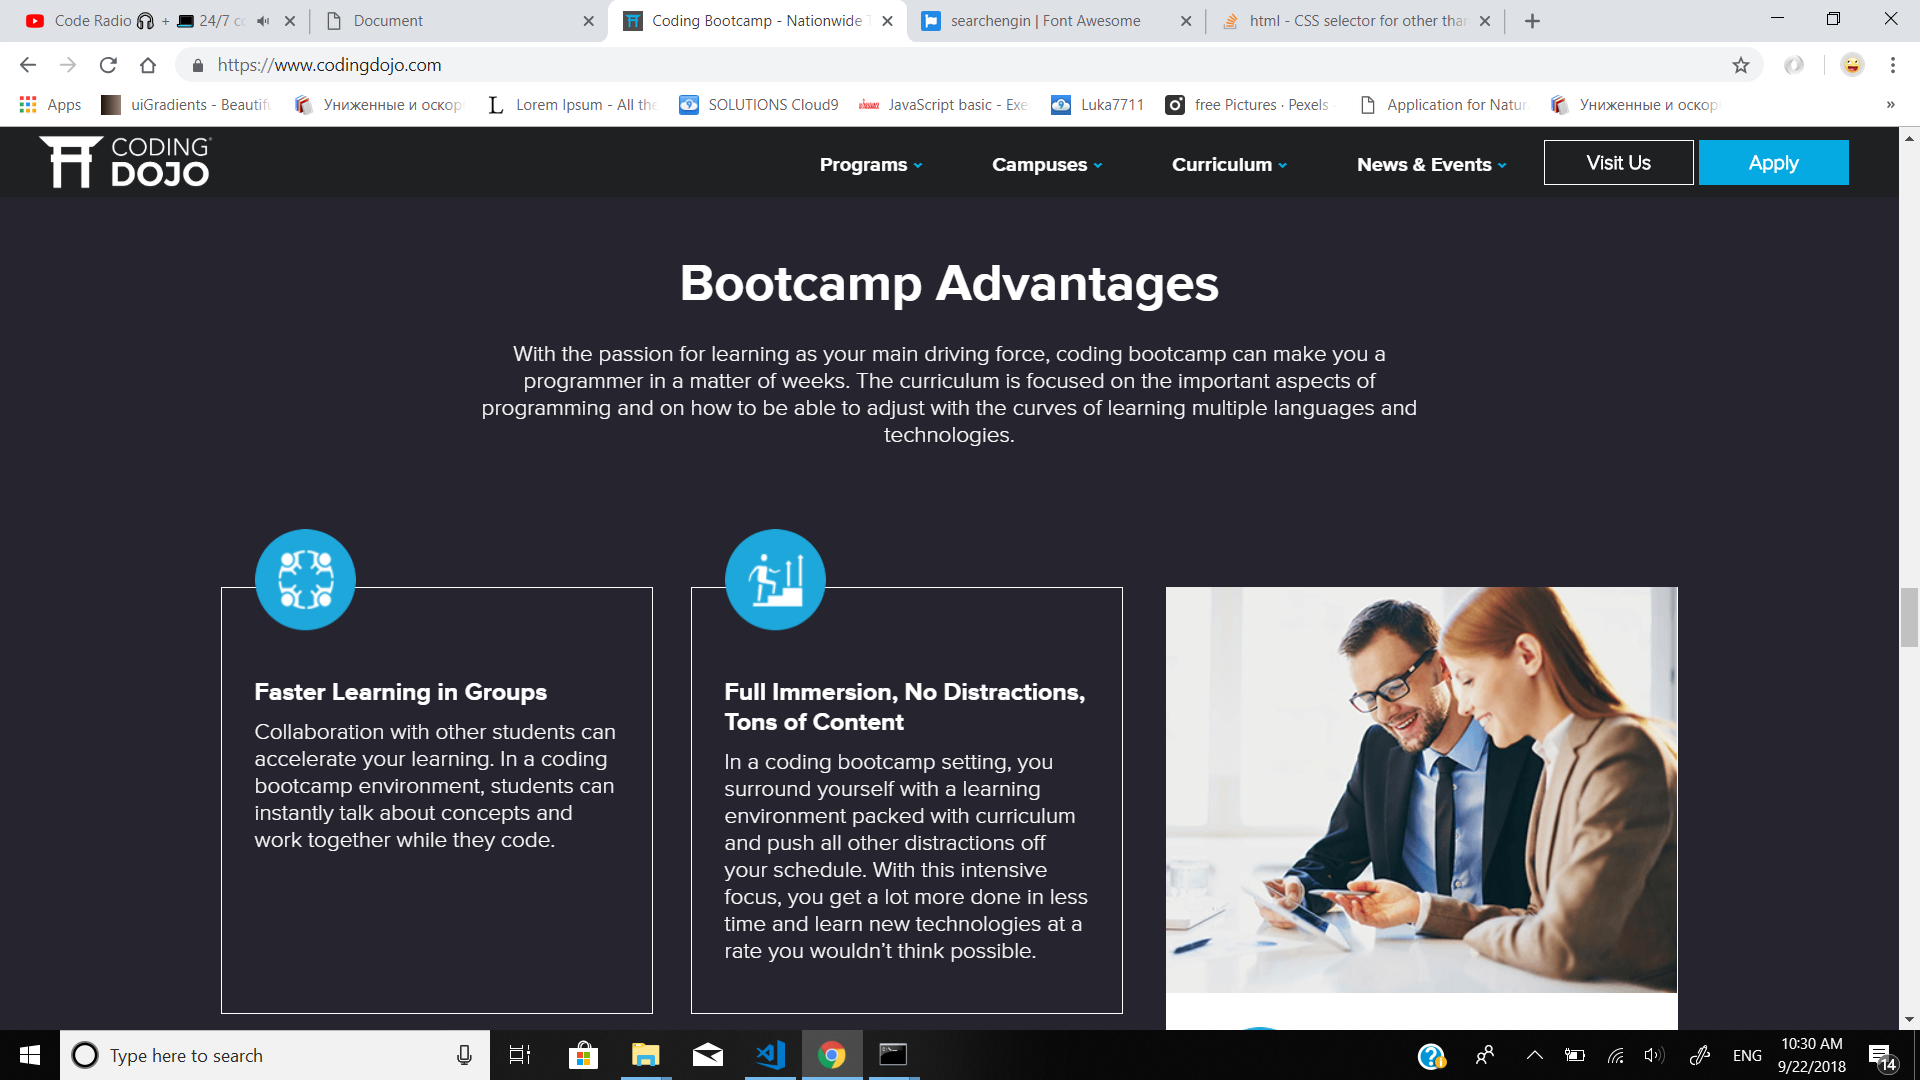 Code Radio + 24/7 c
Document
Coding Bootcamp - Nationwide
searchengin | Font Awesome
html - CSS selector for other than
https://www.codingdojo.com
Apps
uiGradients - Beautifu
Униженные и оскор
Lorem Ipsum - All the
SOLUTIONS Cloud9
JavaScript basic - Exe
Luka7711
free Pictures · Pexels
Application for Natur
Униженные и оскор
»
CODING
DOJO
Programs
Campuses
Curriculum
News & Events
Visit Us
Apply
Bootcamp Advantages
With the passion for learning as your main driving force, coding bootcamp can make you a
programmer in a matter of weeks. The curriculum is focused on the important aspects of
programming and on how to be able to adjust with the curves of learning multiple languages and
technologies.
Faster Learning in Groups
Collaboration with other students can
accelerate your learning. In a coding
bootcamp environment, students can
instantly talk about concepts and
work together while they code.
Full Immersion, No Distractions,
Tons of Content
In a coding bootcamp setting, you
surround yourself with a learning
environment packed with curriculum
and push all other distractions off
your schedule. With this intensive
focus, you get a lot more done in less
time and learn new technologies at a
rate you wouldn't think possible.
Type here to search
ENG
10:30 AM
9/22/2018
14